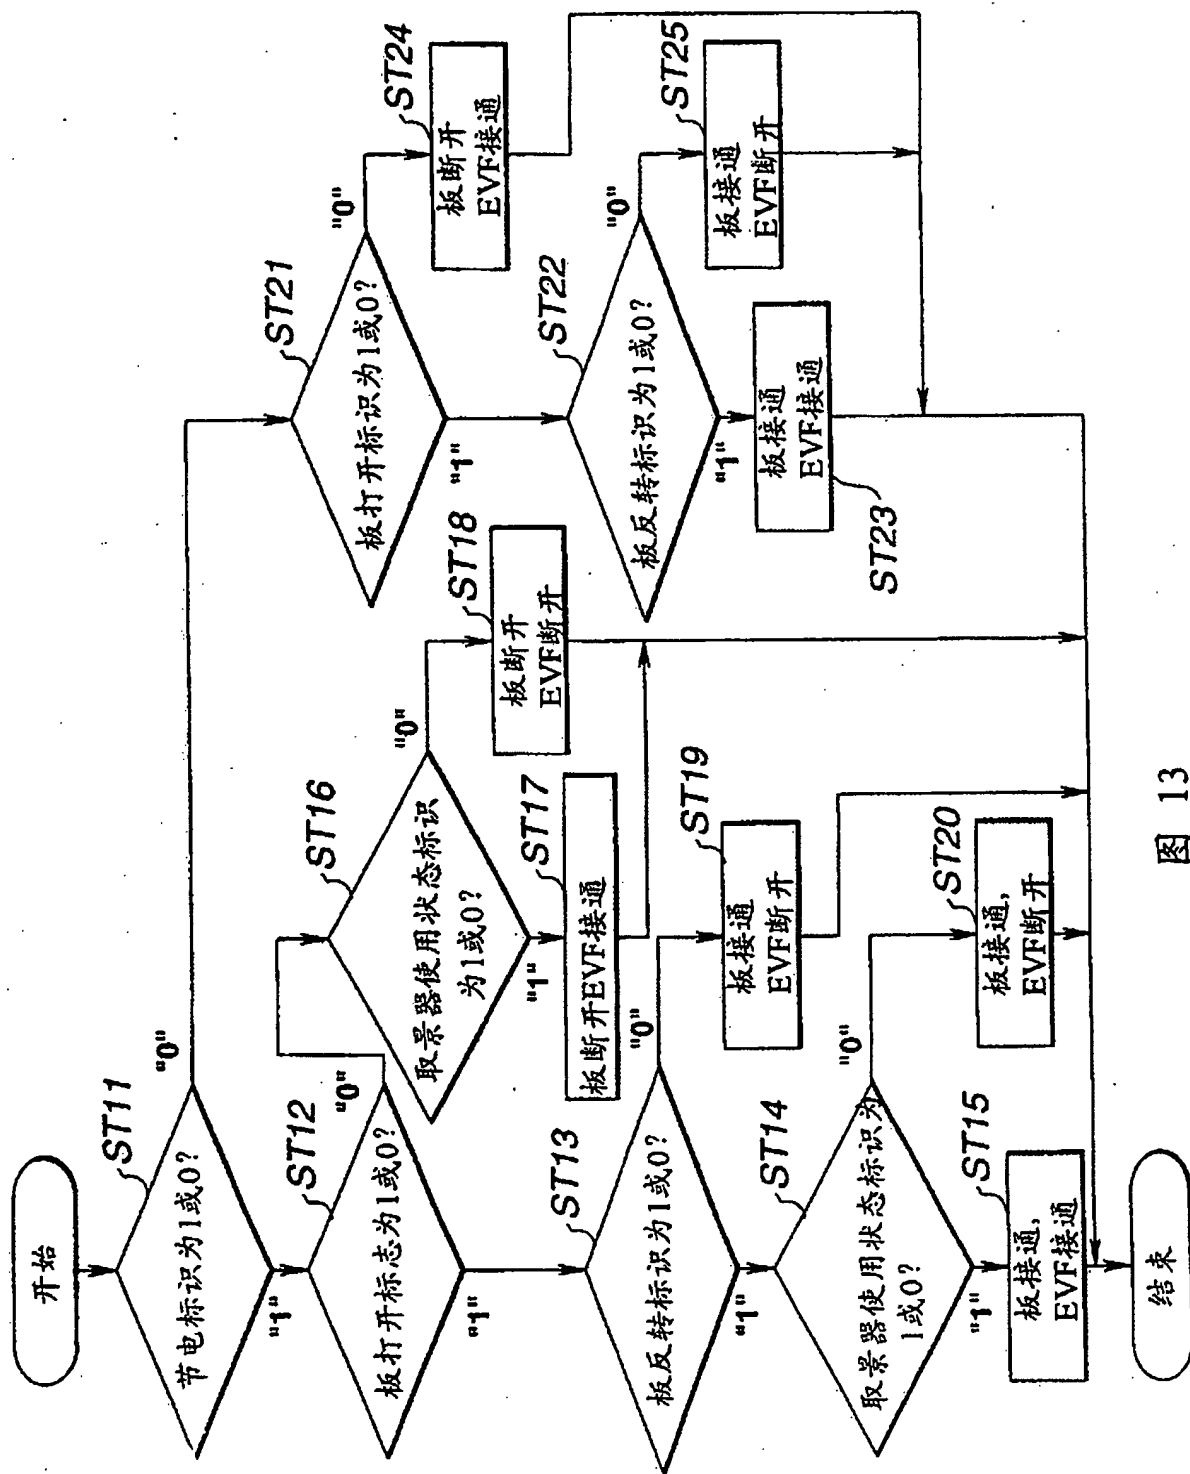 开始
ST11
节电标识为1或0?
"0"
"1"
ST12
板打开标志为1或0?
"0"
"1"
ST13
板反转标识为1或0?
"0"
"1"
ST14
取景器使用状态标识为
1或0?
"0"
"1"
ST15
板接通,
EVF接通
结束
ST16
取景器使用状态标识
为1或0?
"0"
"1"
ST17
板断开EVF接通
ST18
板断开
EVF断开
ST19
板接通
EVF断开
ST20
板接通,
EVF断开
ST21
板打开标识为1或0?
"0"
"1"
ST22
板反转标识为1或0?
"0"
"1"
板接通
EVF接通
ST23
ST24
板断开
EVF接通
ST25
板接通
EVF断开
图 13